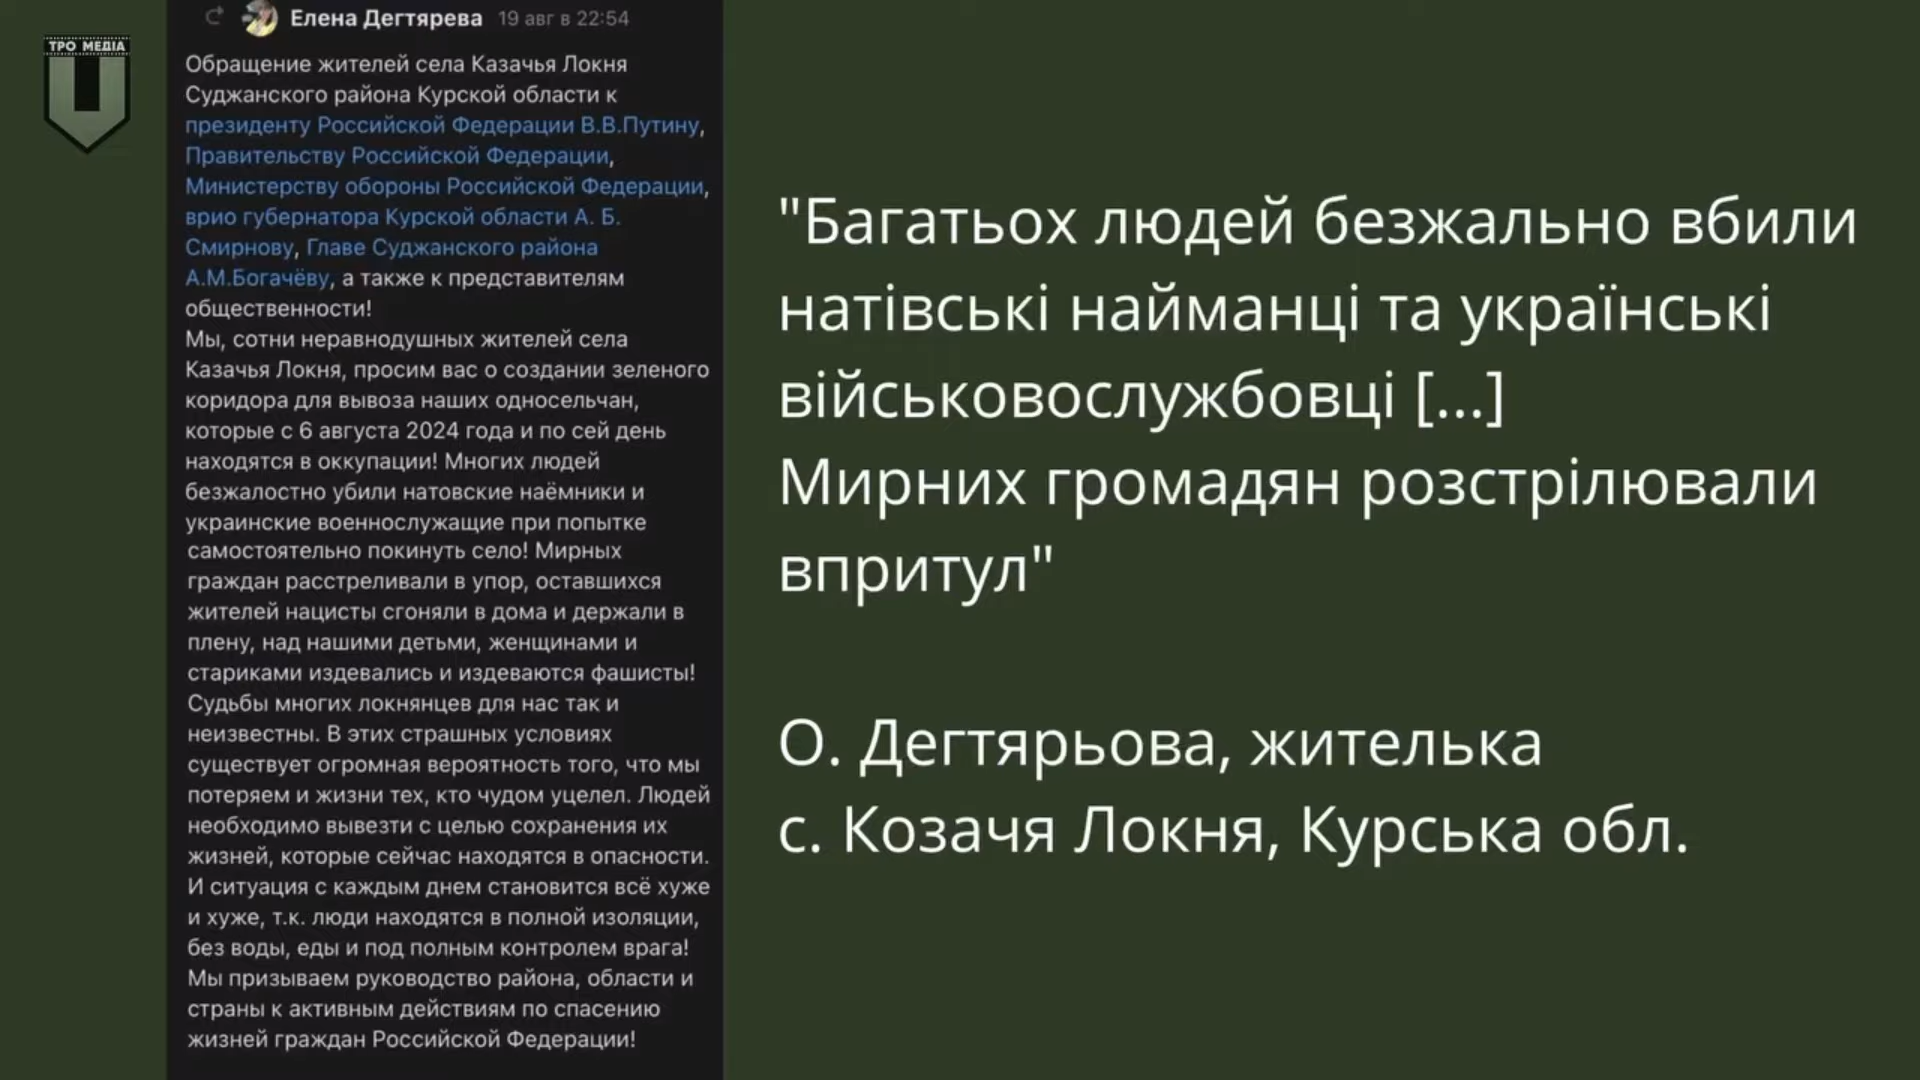 ТРО МЕДІА
Елена Дегтярева 19 авг в 22:54
Обращение жителей села Казачья Локня
Суджанского района Курской области к
президенту Российской Федерации В.В.Путину,
Правительству Российской Федерации,
Министерству обороны Российской Федерации,
врио губернатора Курской области А. Б.
Смирнову, Главе Суджанского района
А.М.Богачёву, а также к представителям
общественности!
Мы, сотни неравнодушных жителей села
Казачья Локня, просим вас о создании зеленого
коридора для вывоза наших односельчан,
которые с 6 августа 2024 года и по сей день
находятся в оккупации! Многих людей
безжалостно убили натовские наёмники и
украинские военнослужащие при попытке
самостоятельно покинуть село! Мирных
граждан расстреливали в упор, оставшихся
жителей нацисты сгоняли в дома и держали в
плену, над нашими детьми, женщинами и
стариками издевались и издеваются фашисты!
Судьбы многих локнянцев для нас так и
неизвестны. В этих страшных условиях
существует огромная вероятность того, что мы
потеряем и жизни тех, кто чудом уцелел. Людей
необходимо вывезти с целью сохранения их
жизней, которые сейчас находятся в опасности.
И ситуация с каждым днем становится всё хуже
и хуже, т.к. люди находятся в полной изоляции,
без воды, еды и под полным контролем врага!
Мы призываем руководство района, области и
страны к активным действиям по спасению
жизней граждан Российской Федерации!
"Багатьох людей безжально вбили
натівські найманці та українські
військовослужбовці [...]
Мирних громадян розстрілювали
впритул"
О. Дегтярьова, жителька
с. Козача Локня, Курська обл.